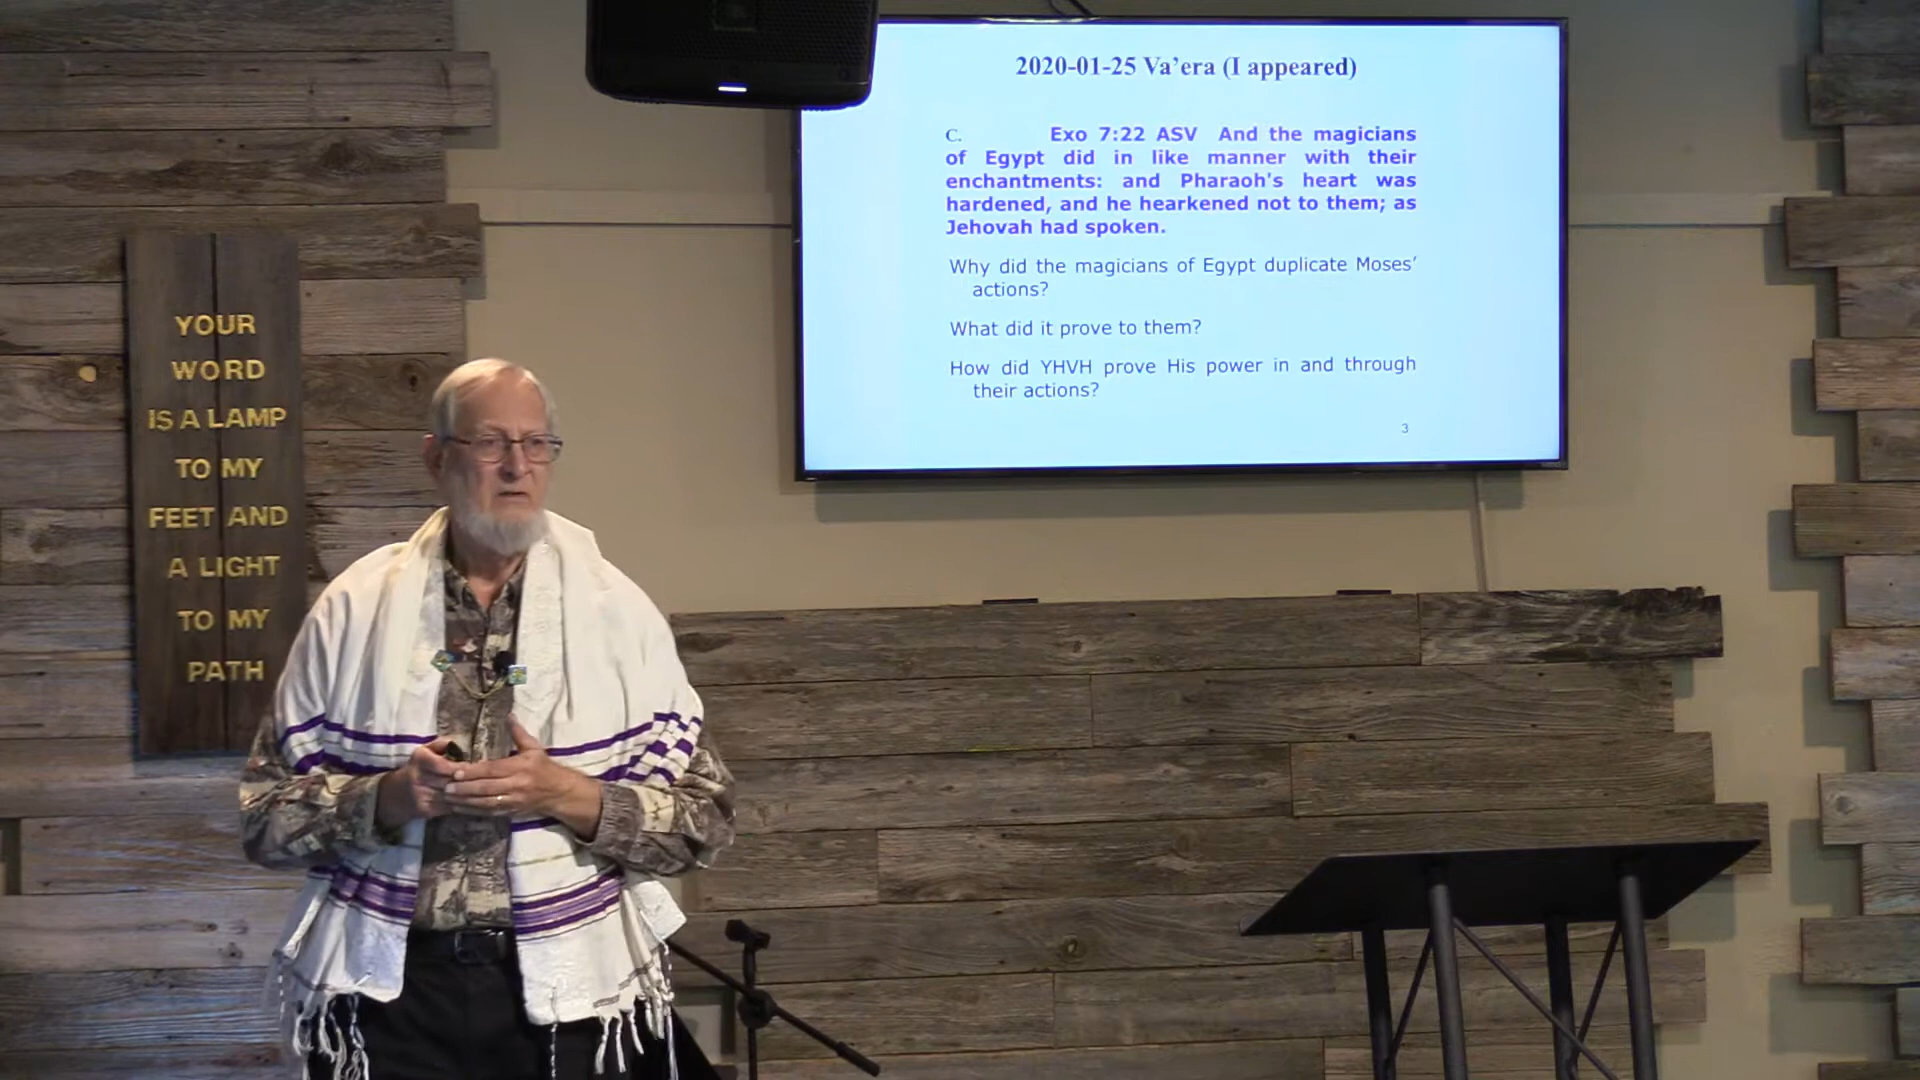 2020-01-25 Va’era (I appeared)
C. Exo 7:22 ASV And the magicians
of Egypt did in like manner with their
enchantments: and Pharaoh's heart was
hardened, and he hearkened not to them; as
Jehovah had spoken.
Why did the magicians of Egypt duplicate Moses’
actions?
What did it prove to them?
How did YHVH prove His power in and through
their actions?
3
YOUR
WORD
IS A LAMP
TO MY
FEET AND
A LIGHT
TO MY
PATH